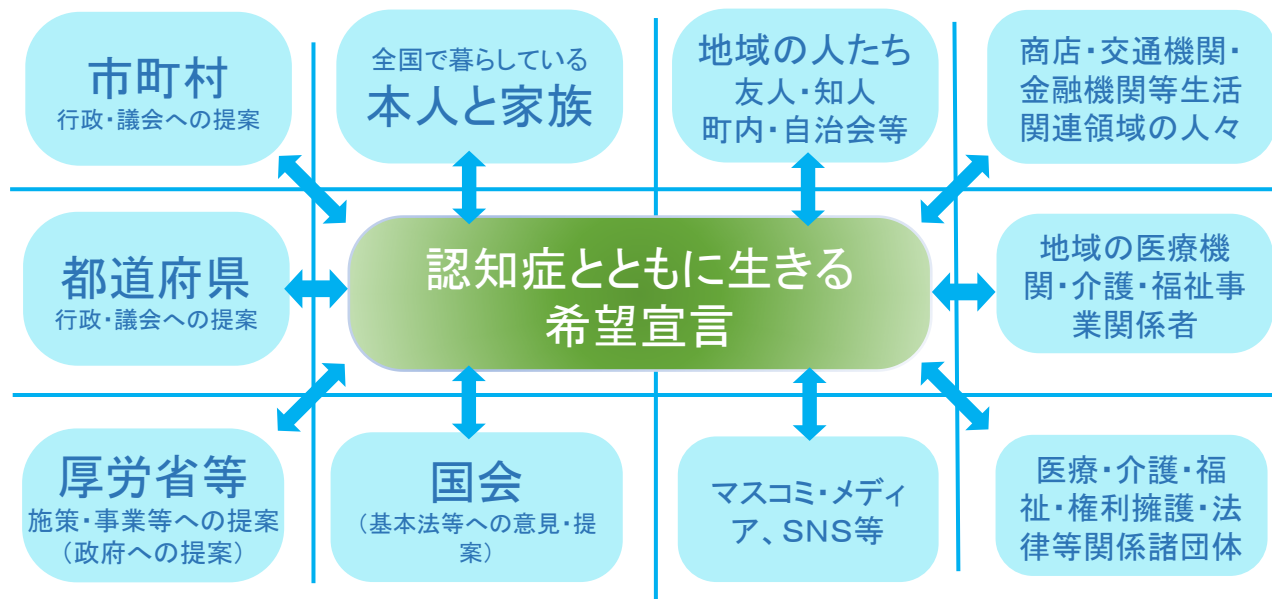 市町村
行政・議会への提案
全国で暮らしている
本人と家族
地域の人たち
友人・知人
町内・自治会等
商店・交通機関・
金融機関等生活
関連領域の人々
都道府県
行政・議会への提案
認知症とともに生きる
希望宣言
地域の医療機
関・介護・福祉事
業関係者
厚労省等
施策・事業等への提案
（政府への提案）
国会
（基本法等への意見・提
案）
マスコミ・メディ
ア、SNS等
医療・介護・福
祉・権利擁護・法
律等関係諸団体